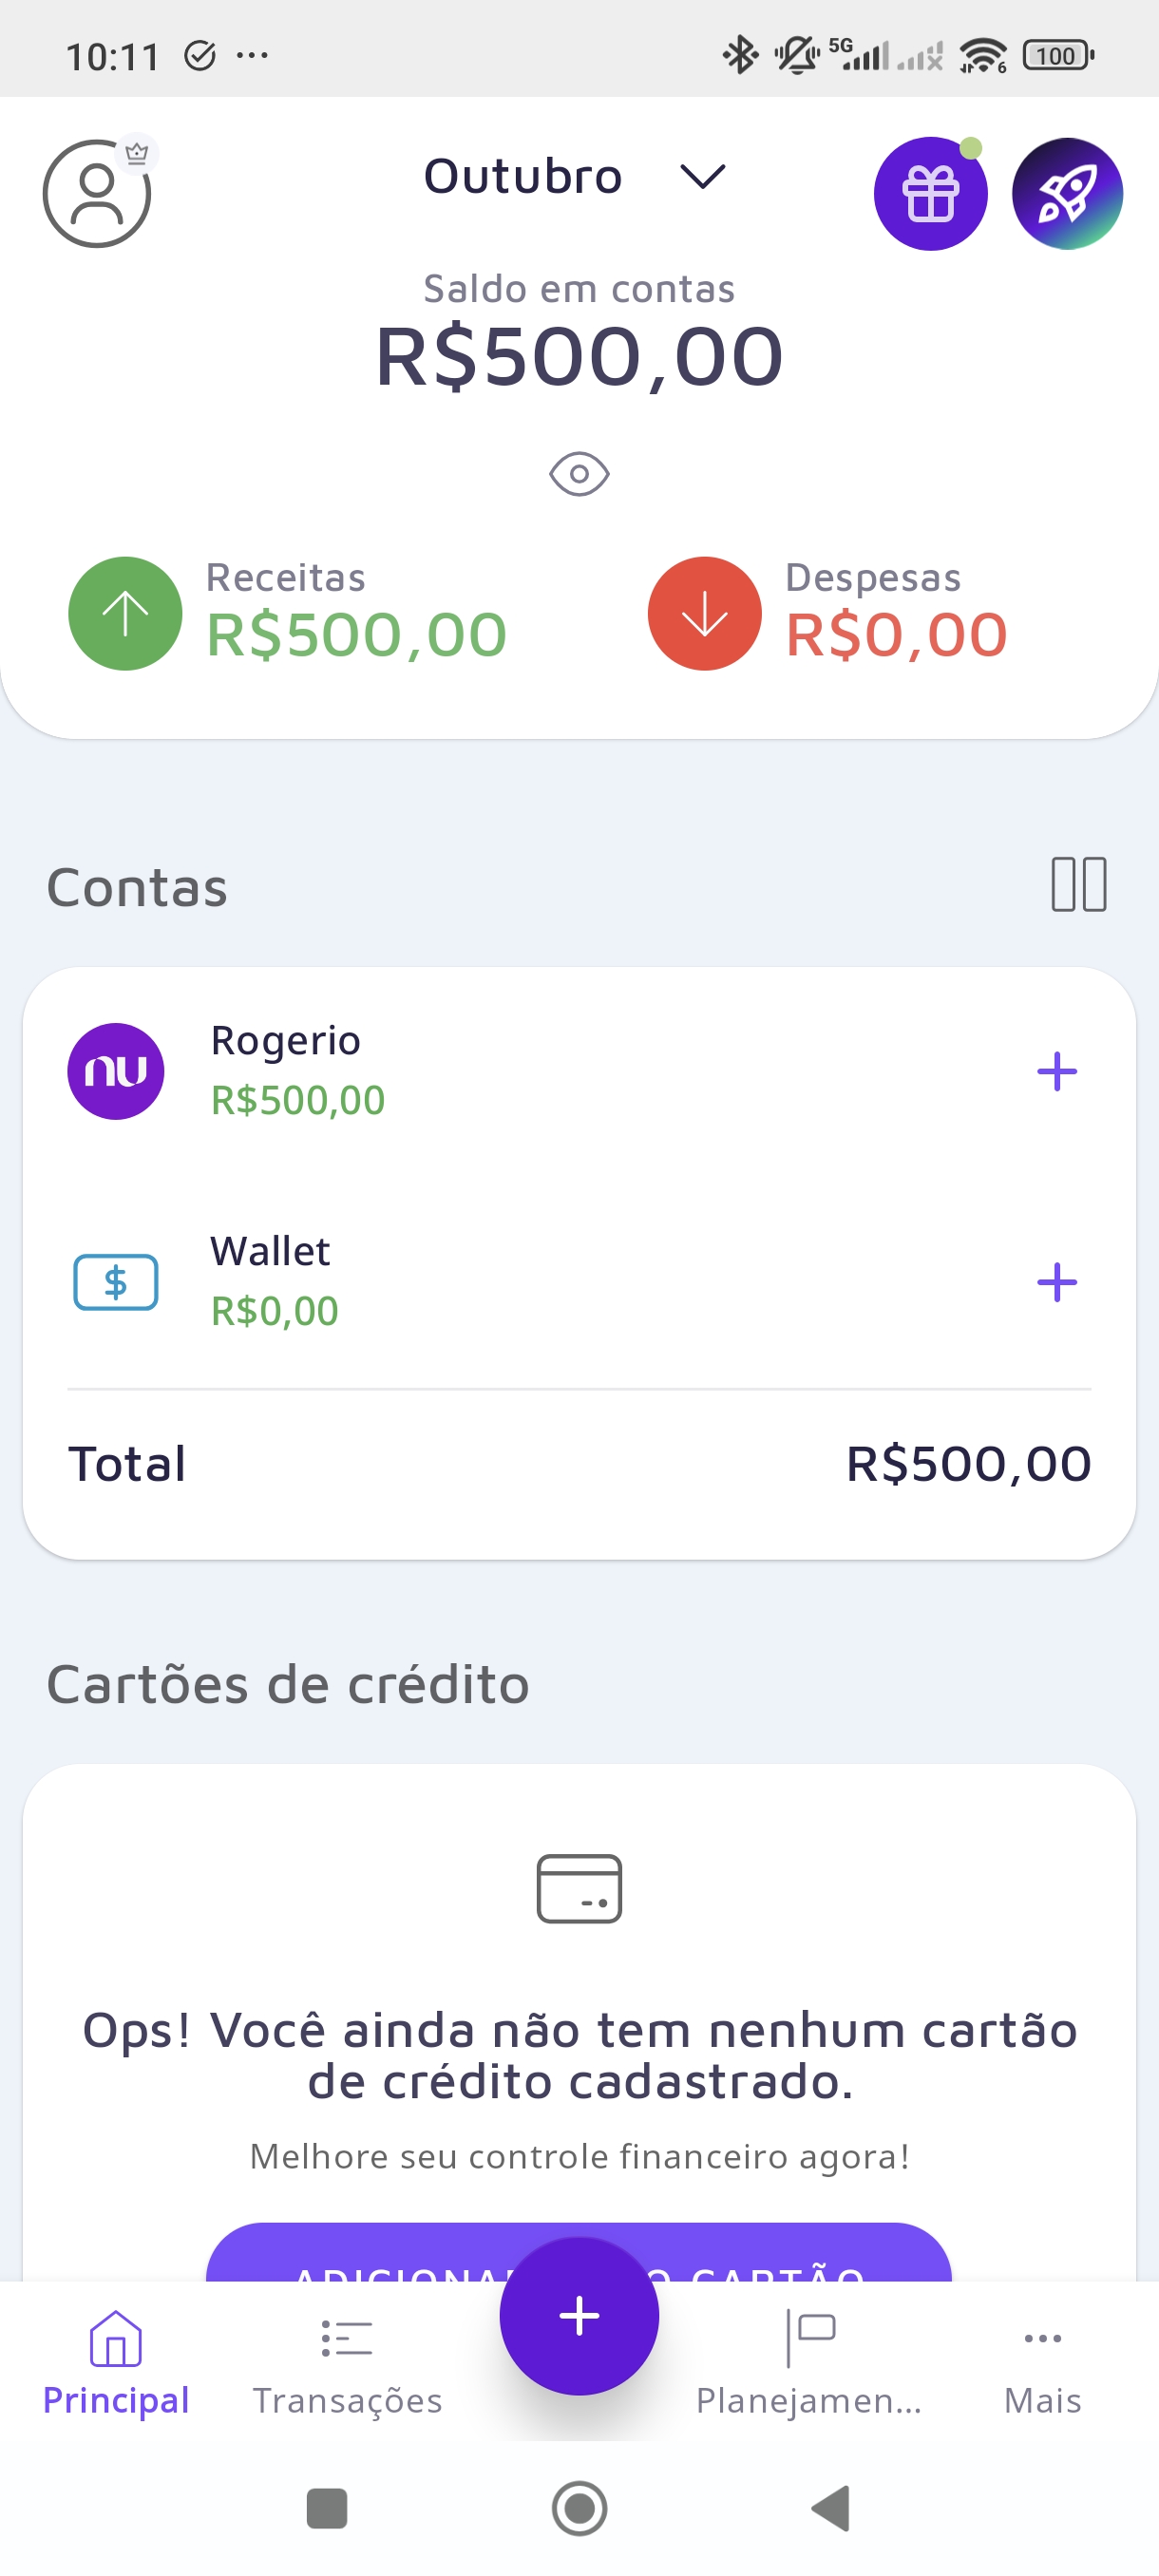 10:11
5G
6
100
Outubro
Saldo em contas
R$500,00
Receitas
R$500,00
Despesas
R$0,00
Contas
nu
Rogerio
R$500,00
$
Wallet
R$0,00
Total
R$500,00
Cartões de crédito
Ops! Você ainda não tem nenhum cartão
de crédito cadastrado.
Melhore seu controle financeiro agora!
CARTÃO
Principal
Transações
Planejamen...
Mais